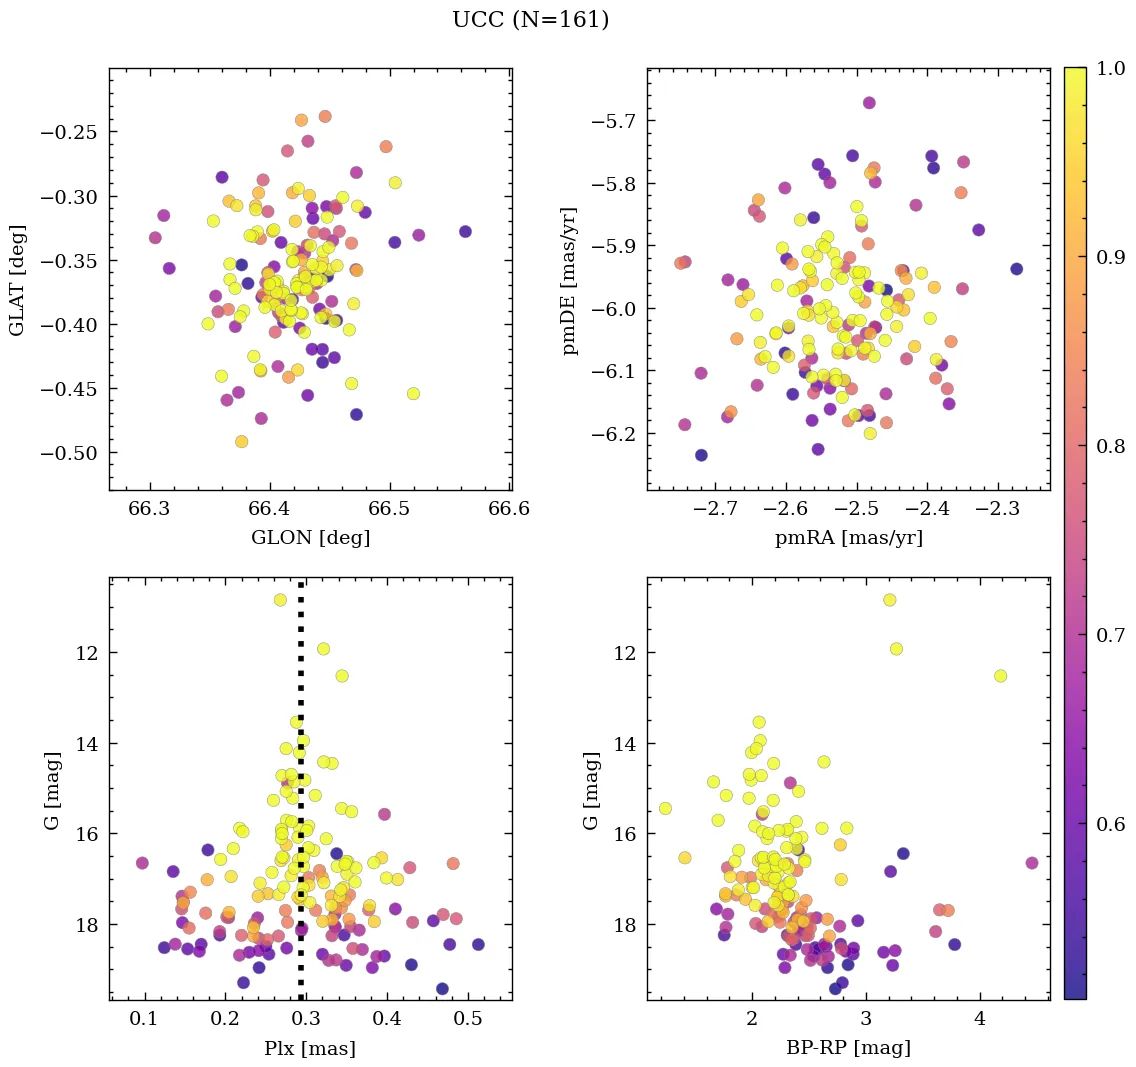 UCC (N=161)
−0.25
−0.30
−0.35
−0.40
−0.45
−0.50
GLAT [deg]
66.3 66.4 66.5 66.6
GLON [deg]
−5.7
−5.8
−5.9
−6.0
−6.1
−6.2
pmDE [mas/yr]
−2.7 −2.6 −2.5 −2.4 −2.3
pmRA [mas/yr]
12
14
16
18
G [mag]
0.1 0.2 0.3 0.4 0.5
Plx [mas]
12
14
16
18
G [mag]
2 3 4
BP-RP [mag]
1.0
0.9
0.8
0.7
0.6